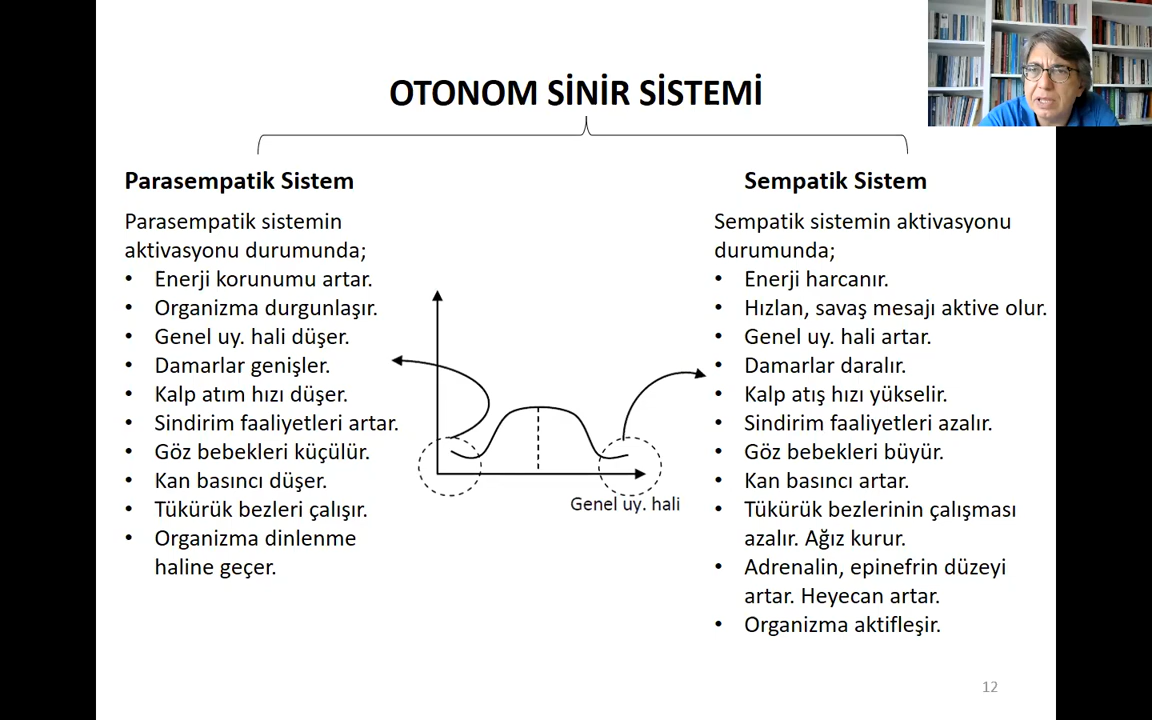 OTONOM SİNİR SİSTEMİ
Parasempatik Sistem
Parasempatik sistemin
aktivasyonu durumunda;
• Enerji korunumu artar.
• Organizma durgunlaşır.
• Genel uy. hali düşer.
• Damarlar genişler.
• Kalp atım hızı düşer.
• Sindirim faaliyetleri artar.
• Göz bebekleri küçülür.
• Kan basıncı düşer.
• Tükürük bezleri çalışır.
• Organizma dinlenme
haline geçer.
Genel uy. hali
Sempatik Sistem
Sempatik sistemin aktivasyonu
durumunda;
• Enerji harcanır.
• Hızlan, savaş mesajı aktive olur.
• Genel uy. hali artar.
• Damarlar daralır.
• Kalp atış hızı yükselir.
• Sindirim faaliyetleri azalır.
• Göz bebekleri büyür.
• Kan basıncı artar.
• Tükürük bezlerinin çalışması
azalır. Ağız kurur.
• Adrenalin, epinefrin düzeyi
artar. Heyecan artar.
• Organizma aktifleşir.
12